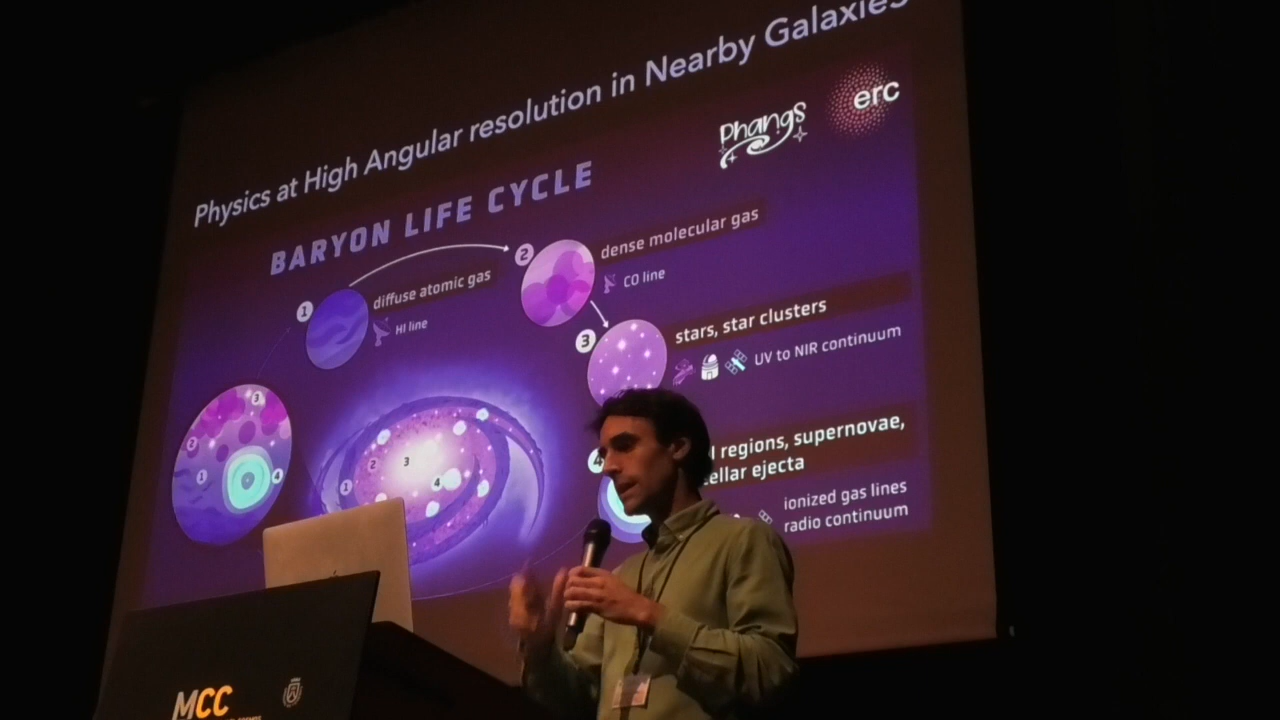 Physics at High Angular resolution in Nearby Galaxies
Phangs
erc
BARYON LIFE CYCLE
1
diffuse atomic gas
HI line
2
dense molecular gas
CO line
3
stars, star clusters
UV to NIR continuum
4
regions, supernovae,
ejecta
ionized gas lines
radio continuum
3
2
1
4
1
2
3
4
MCC